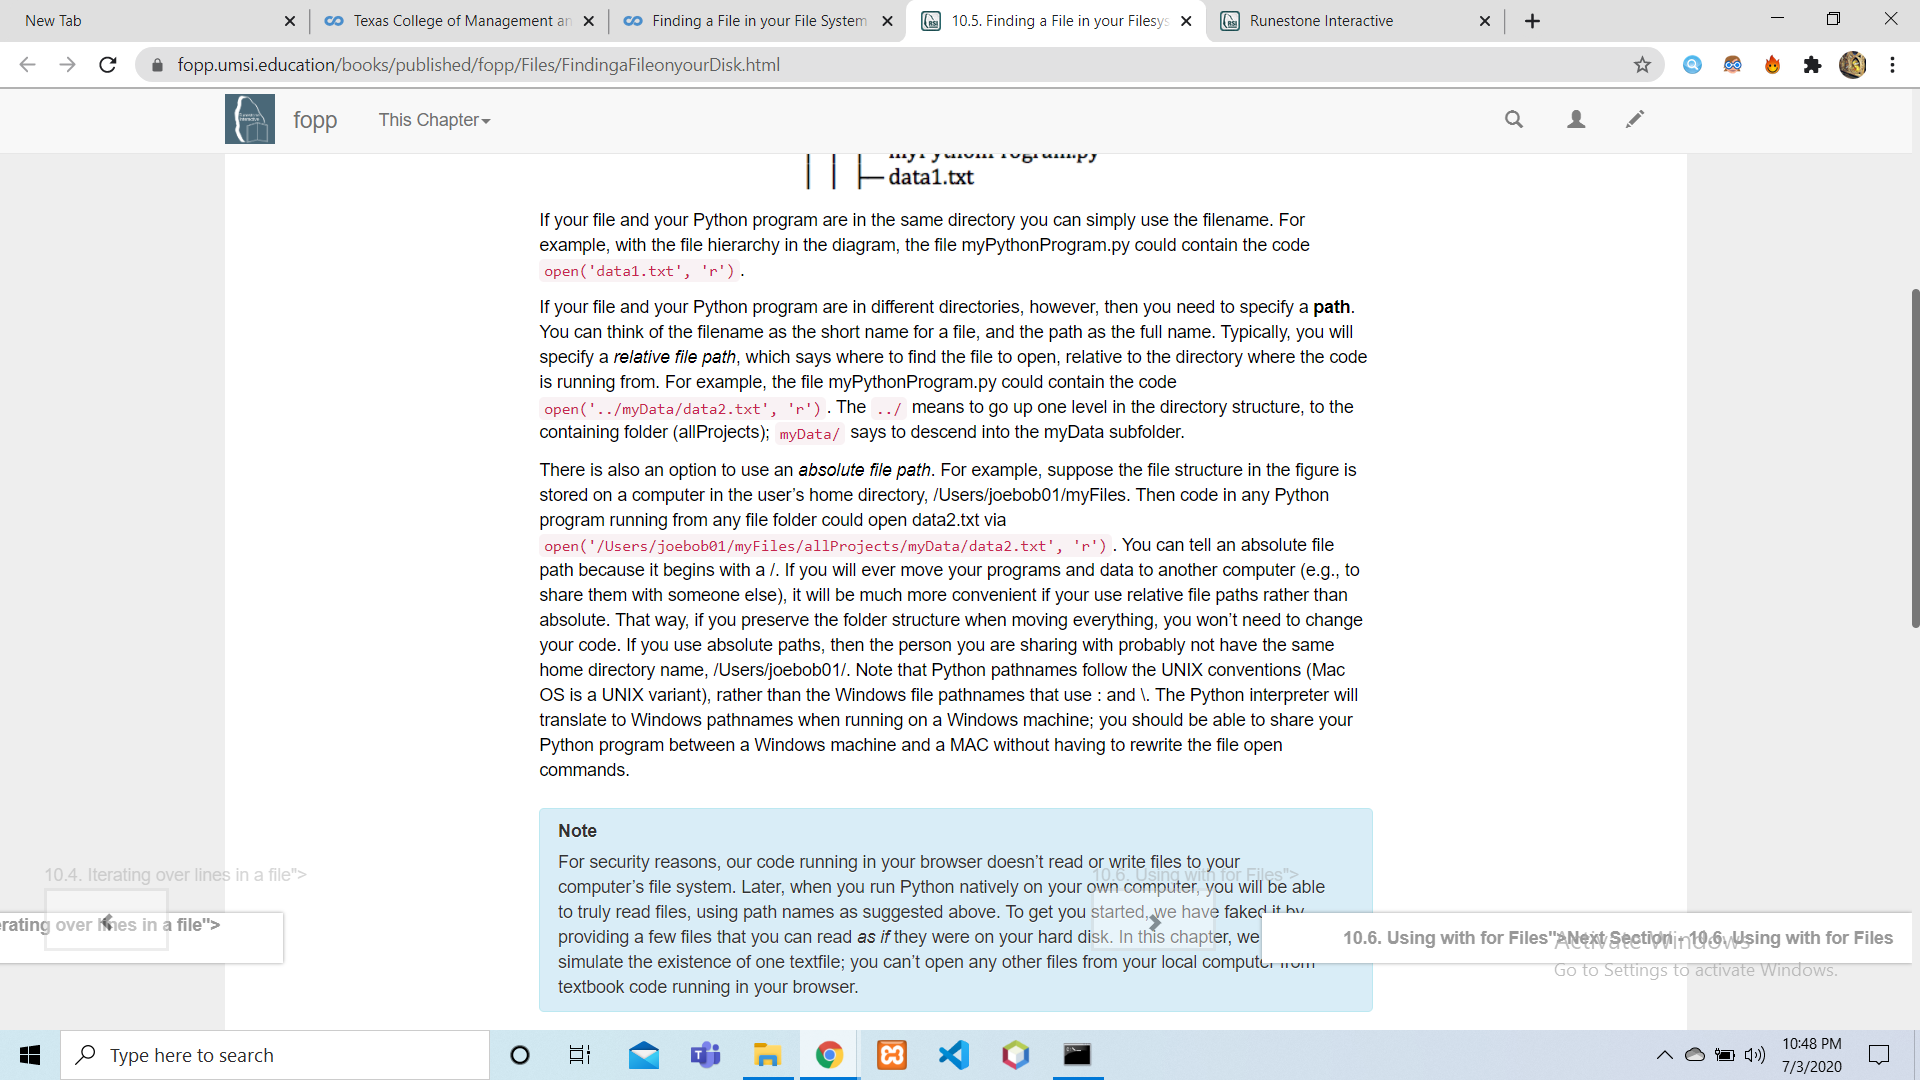 New Tab
Texas College of Management an
Finding a File in your File System
10.5. Finding a File in your Filesys
Runestone Interactive
fopp.umsi.education/books/published/fopp/Files/FindingaFileonyourDisk.html
fopp
This Chapter
myPythonProgram.py
data1.txt
If your file and your Python program are in the same directory you can simply use the filename. For
example, with the file hierarchy in the diagram, the file myPythonProgram.py could contain the code
open('data1.txt', 'r') .
If your file and your Python program are in different directories, however, then you need to specify a path.
You can think of the filename as the short name for a file, and the path as the full name. Typically, you will
specify a relative file path, which says where to find the file to open, relative to the directory where the code
is running from. For example, the file myPythonProgram.py could contain the code
open('../myData/data2.txt', 'r') . The ../ means to go up one level in the directory structure, to the
containing folder (allProjects); myData/ says to descend into the myData subfolder.
There is also an option to use an absolute file path. For example, suppose the file structure in the figure is
stored on a computer in the user’s home directory, /Users/joebob01/myFiles. Then code in any Python
program running from any file folder could open data2.txt via
open('/Users/joebob01/myFiles/allProjects/myData/data2.txt', 'r') . You can tell an absolute file
path because it begins with a /. If you will ever move your programs and data to another computer (e.g., to
share them with someone else), it will be much more convenient if your use relative file paths rather than
absolute. That way, if you preserve the folder structure when moving everything, you won’t need to change
your code. If you use absolute paths, then the person you are sharing with probably not have the same
home directory name, /Users/joebob01/. Note that Python pathnames follow the UNIX conventions (Mac
OS is a UNIX variant), rather than the Windows file pathnames that use : and \. The Python interpreter will
translate to Windows pathnames when running on a Windows machine; you should be able to share your
Python program between a Windows machine and a MAC without having to rewrite the file open
commands.
Note
For security reasons, our code running in your browser doesn’t read or write files to your
computer’s file system. Later, when you run Python natively on your own computer, you will be able
to truly read files, using path names as suggested above. To get you started, we have faked it by
providing a few files that you can read as if they were on your hard disk. In this chapter, we
simulate the existence of one textfile; you can’t open any other files from your local computer from
textbook code running in your browser.
10.4. Iterating over lines in a file">
erating over lines in a file">
10.6. Using with for Files">
10.6. Using with for Files">Next Section - 10.6. Using with for Files
Activate Windows
Go to Settings to activate Windows.
Type here to search
10:48 PM
7/3/2020